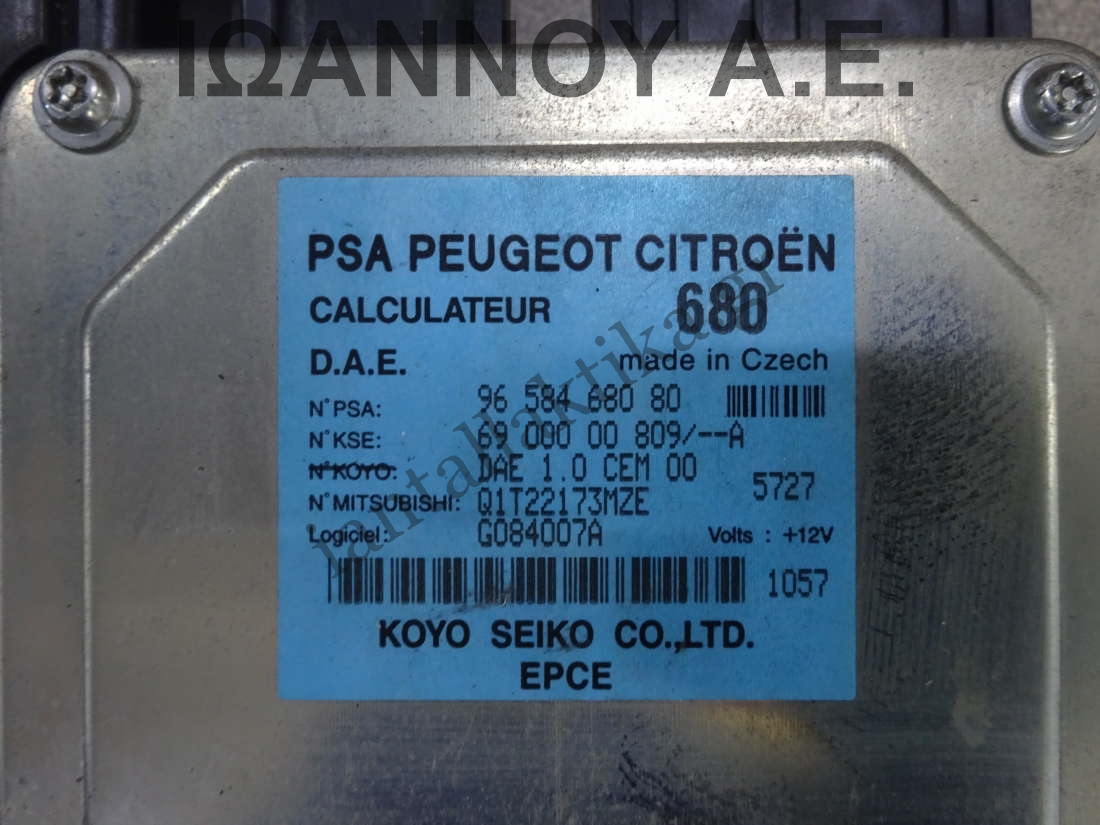 ΙΩΑΝΝΟΥ Α.Ε.
PSA PEUGEOT CITROËN
CALCULATEUR 680
D.A.E. made in Czech
N°PSA: 96 584 680 80
N°KSE: 69 000 00 809/--A
N°KOYO: DAE 1.0 CEM 00
5727
N°MITSUBISHI: Q1T22173MZE
Logiciel: G084007A Volts : +12V
1057
KOYO SEIKO CO.,LTD.
EPCE